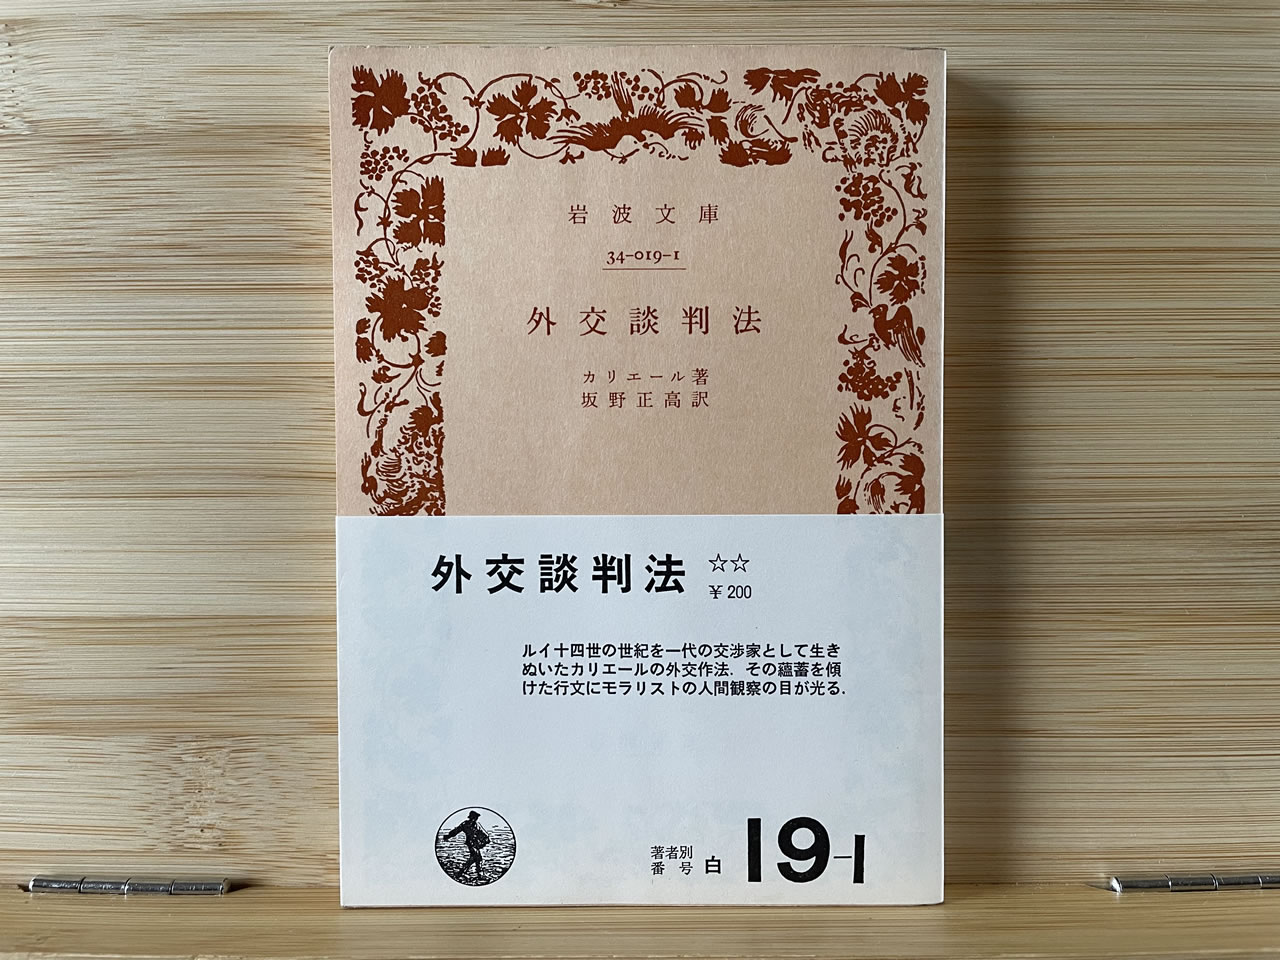 岩波文庫
34-019-1
外交談判法
カリエール著
坂野正高訳
外交談判法 ☆☆
¥200
ルイ十四世の世紀を一代の交渉家として生き
ぬいたカリエールの外交作法．その蘊蓄を傾
けた行文にモラリストの人間観察の目が光る．
著者別
番号 白 19-1